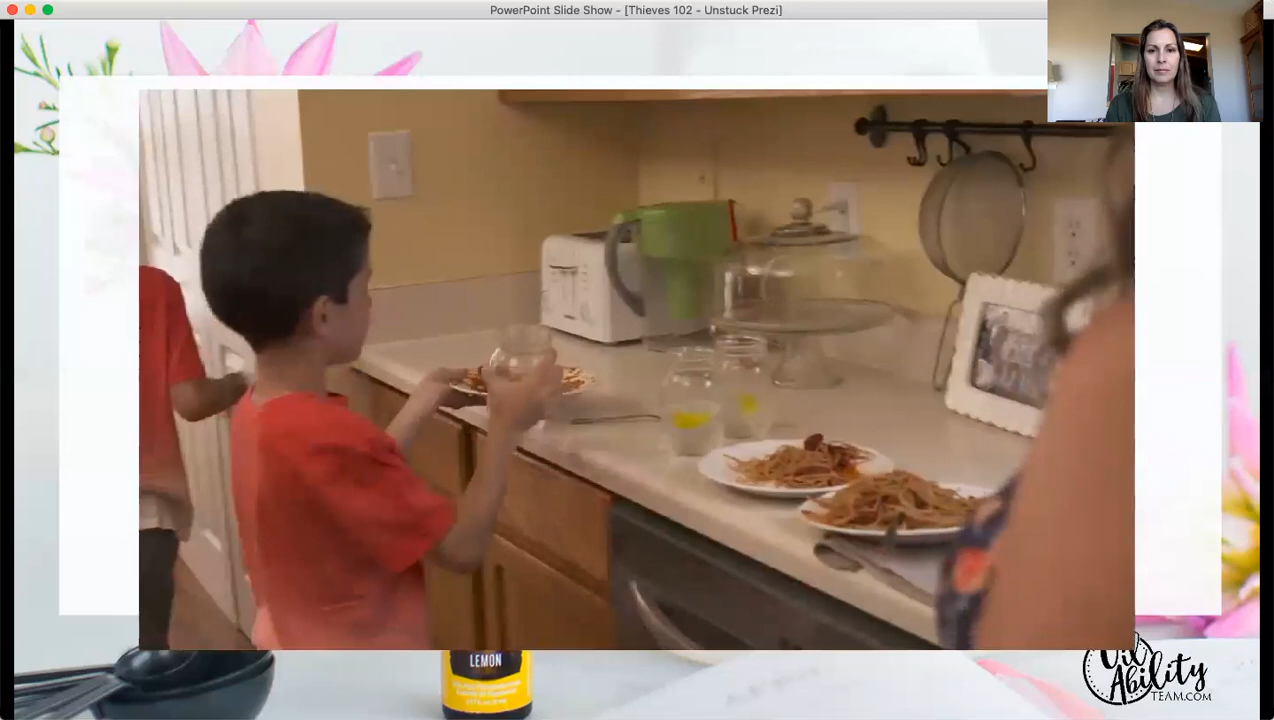 PowerPoint Slide Show - [Thieves 102 - Unstuck Prezi]
LEMON
Oil
Ability
TEAM.COM